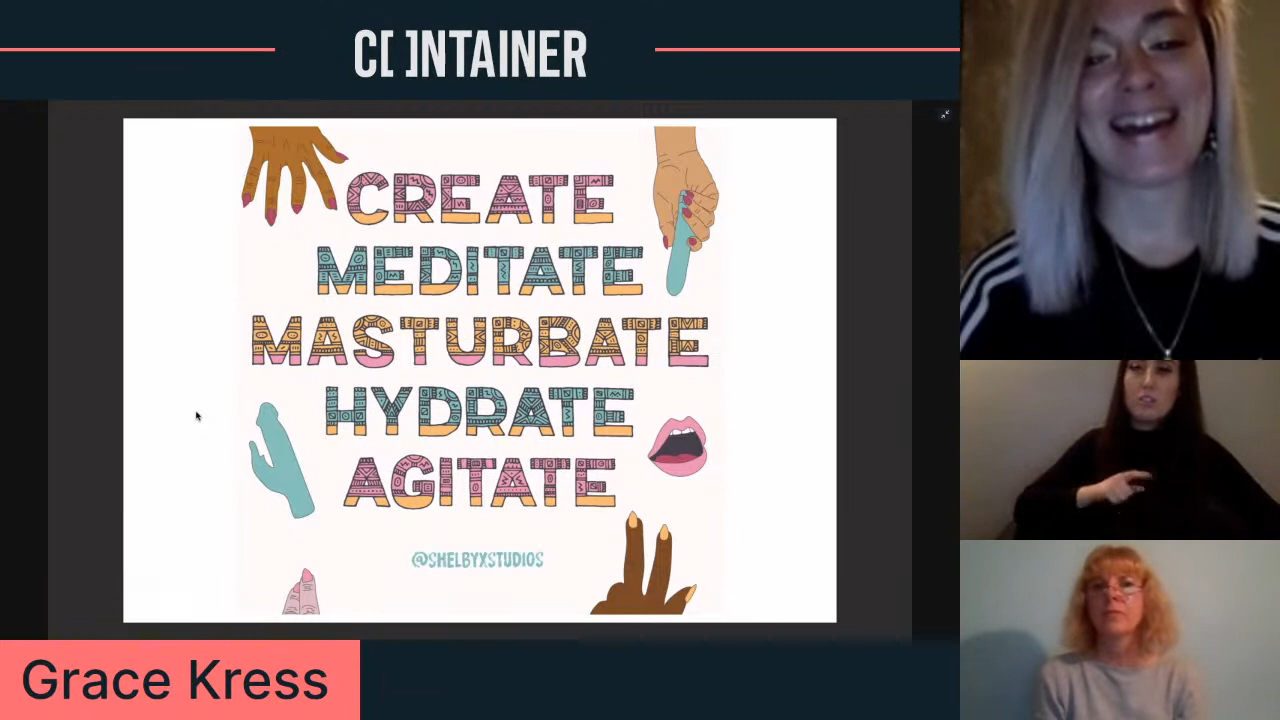 C[ ]NTAINER
CREATE
MEDITATE
MASTURBATE
HYDRATE
AGITATE
@SHELBYXSTUDIOS
Grace Kress